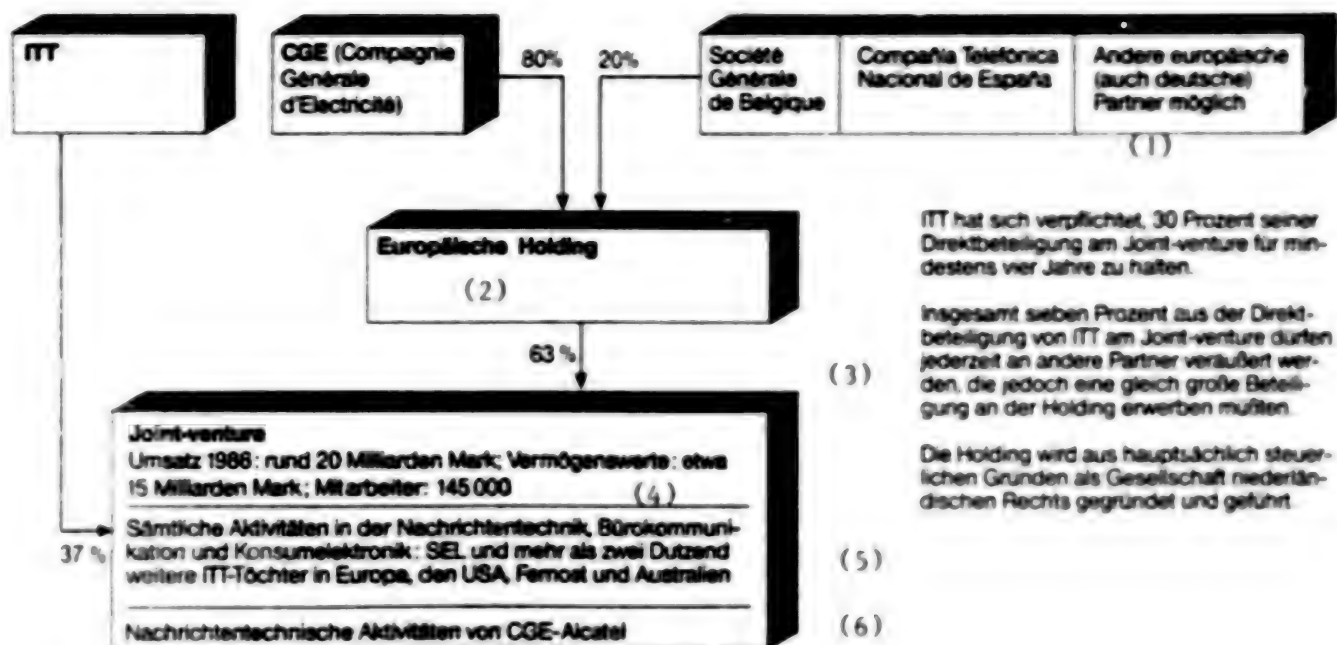 ITT
CGE (Compagnie
Générale
d'Electricité)
80%
20%
Société
Générale
de Belgique
Compañia Telefónica
Nacional de España
Andere europäische
(auch deutsche)
Partner möglich
(1)
Europäische Holding
(2)
63 %
(3)
ITT hat sich verpflichtet, 30 Prozent seiner
Direktbeteiligung am Joint-venture für min-
destens vier Jahre zu halten.
Insgesamt sieben Prozent aus der Direkt-
beteiligung von ITT am Joint-venture dürfen
jederzeit an andere Partner veräußert wer-
den, die jedoch eine gleich große Beteili-
gung an der Holding erwerben müßten.
Die Holding wird aus hauptsächlich steuer-
lichen Gründen als Gesellschaft niederlän-
dischen Rechts gegründet und geführt.
Joint-venture
Umsatz 1986: rund 20 Milliarden Mark; Vermögenswerte: etwa
15 Milliarden Mark; Mitarbeiter: 145000
(4)
37 %
Sämtliche Aktivitäten in der Nachrichtentechnik, Bürokommuni-
kation und Konsumelektronik: SEL und mehr als zwei Dutzend
weitere ITT-Töchter in Europa, den USA, Fernost und Australien
(5)
Nachrichtentechnische Aktivitäten von CGE-Alcatel
(6)